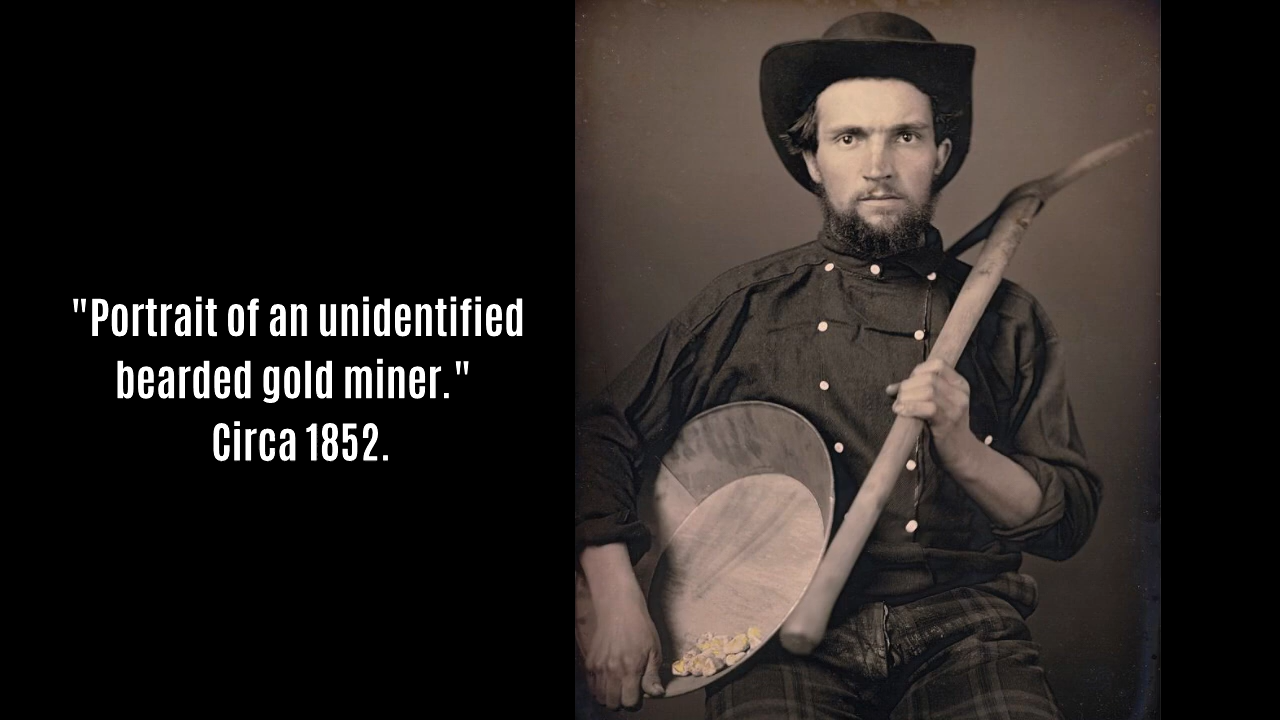 "Portrait of an unidentified
bearded gold miner."
Circa 1852.